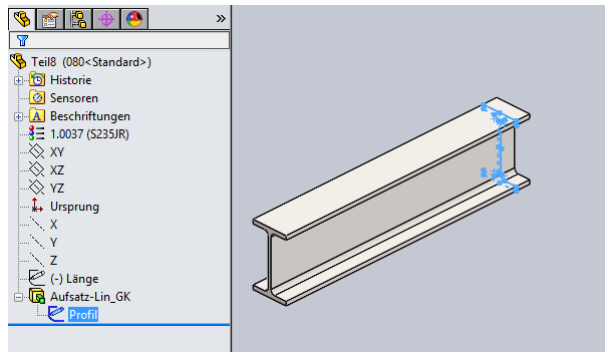 »
Teil8 (080<Standard>)
Historie
Sensoren
A Beschriftungen
1.0037 (S235JR)
XY
XZ
YZ
Ursprung
X
Y
Z
(-) Länge
Aufsatz-Lin_GK
Profil